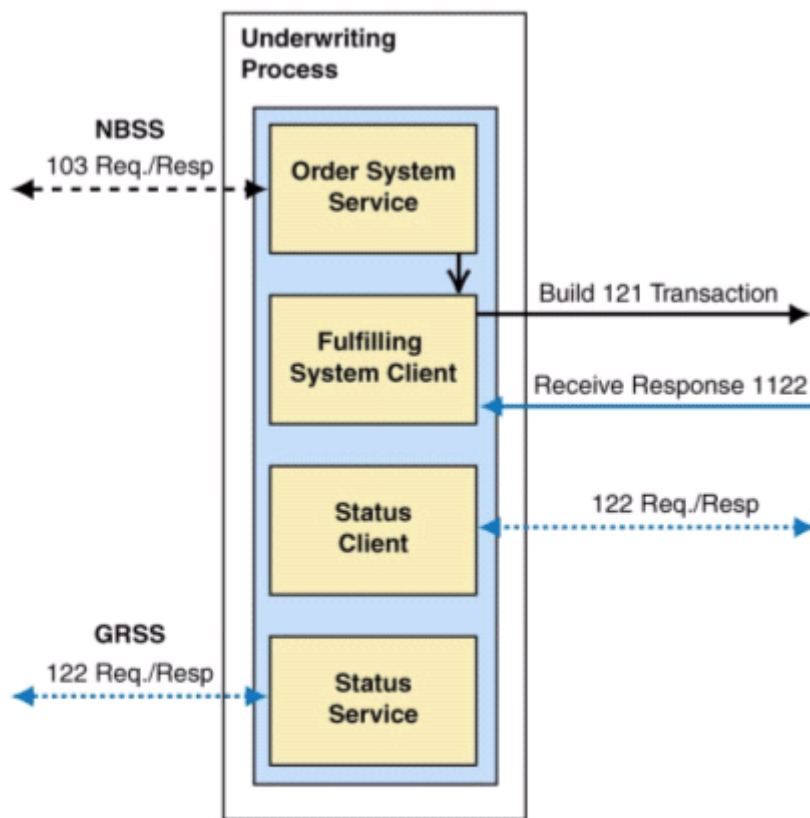 Underwriting
Process
NBSS
103 Req./Resp
Order System
Service
Build 121 Transaction
Fulfilling
System Client
Receive Response 1122
122 Req./Resp
Status
Client
GRSS
122 Req./Resp
Status
Service